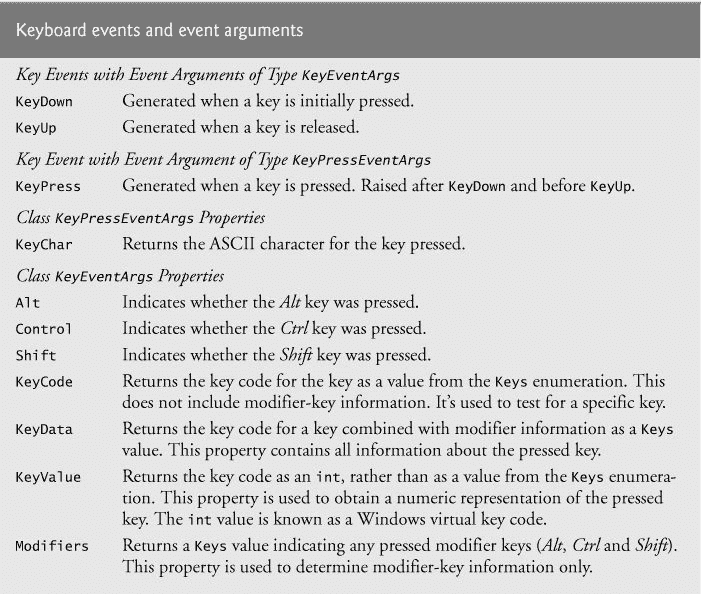 Keyboard events and event arguments
Key Events with Event Arguments of Type KeyEventArgs
KeyDown Generated when a key is initially pressed.
KeyUp Generated when a key is released.
Key Event with Event Argument of Type KeyPressEventArgs
KeyPress Generated when a key is pressed. Raised after KeyDown and before KeyUp.
Class KeyPressEventArgs Properties
KeyChar Returns the ASCII character for the key pressed.
Class KeyEventArgs Properties
Alt Indicates whether the Alt key was pressed.
Control Indicates whether the Ctrl key was pressed.
Shift Indicates whether the Shift key was pressed.
KeyCode Returns the key code for the key as a value from the Keys enumeration. This
does not include modifier-key information. It’s used to test for a specific key.
KeyData Returns the key code for a key combined with modifier information as a Keys
value. This property contains all information about the pressed key.
KeyValue Returns the key code as an int, rather than as a value from the Keys enumera-
tion. This property is used to obtain a numeric representation of the pressed
key. The int value is known as a Windows virtual key code.
Modifiers Returns a Keys value indicating any pressed modifier keys (Alt, Ctrl and Shift).
This property is used to determine modifier-key information only.